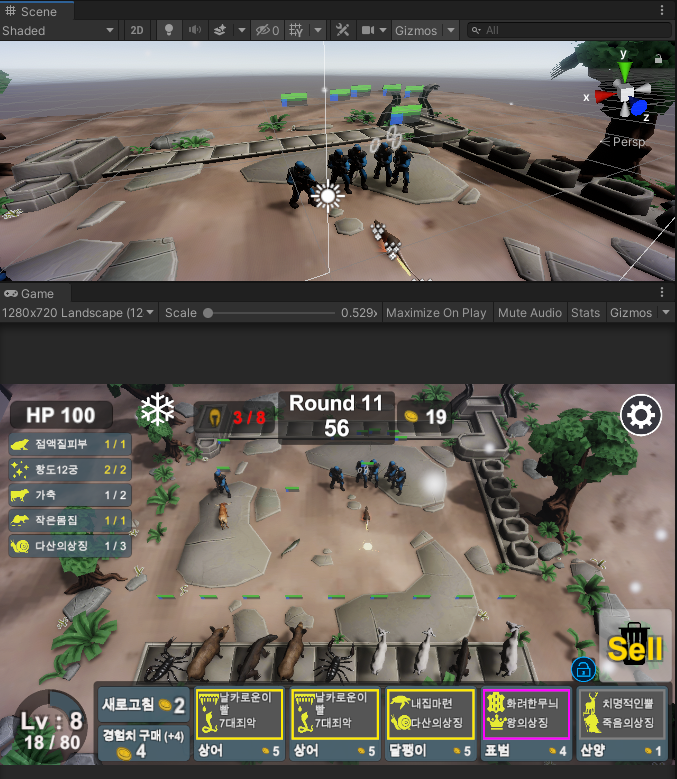 Scene
Shaded
2D
0
Gizmos
All
y
x
z
Persp
Game
1280x720 Landscape (12
Scale
0.529x
Maximize On Play
Mute Audio
Stats
Gizmos
HP 100
3 / 8
Round 11
56
19
점액질피부 1 / 1
황도12궁 2 / 2
가축 1 / 2
작은몸집 1 / 1
다산의상징 1 / 3
Sell
Lv : 8
18 / 80
새로고침 2
경험치 구매 (+4)
4
날카로운이
빨
7대죄악
상어 5
날카로운이
빨
7대죄악
상어 5
내집마련
다산의상징
달팽이 5
화려한무늬
왕의상징
표범 4
치명적인뿔
죽음의상징
산양 1